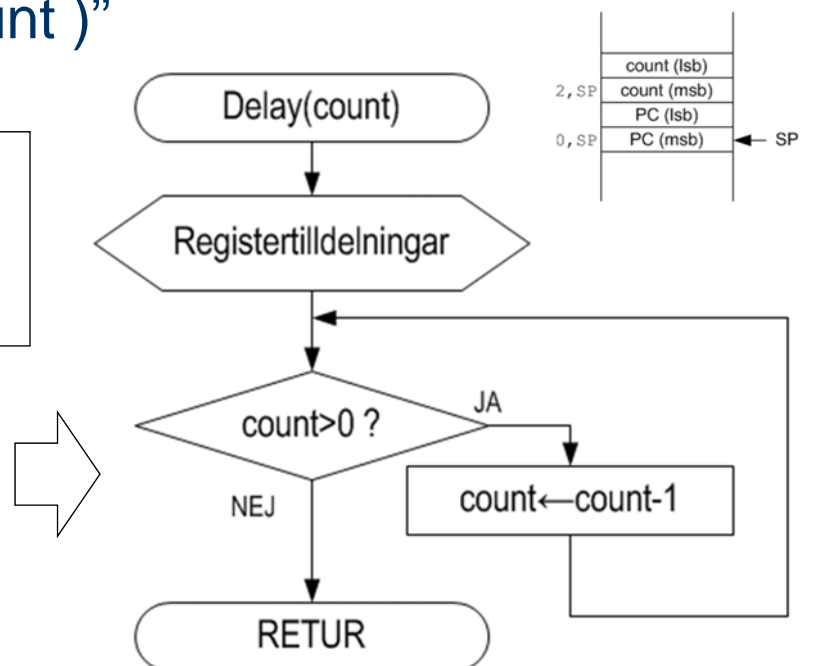 unt )”
Delay(count)
Registertilldelningar
count>0 ?
JA
NEJ
count←count-1
RETUR
count (lsb)
2,SP count (msb)
PC (lsb)
0,SP PC (msb) SP